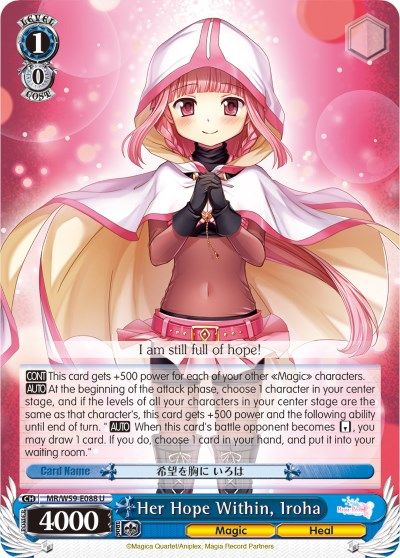 LEVEL
1
0
COST
I am still full of hope!
CONT This card gets +500 power for each of your other «Magic» characters.
AUTO At the beginning of the attack phase, choose 1 character in your center
stage, and if the levels of all your characters in your center stage are the
same as that character's, this card gets +500 power and the following ability
until end of turn. "AUTO When this card's battle opponent becomes, you
may draw 1 card. If you do, choose 1 card in your hand, and put it into your
waiting room."
Card Name 希望を胸に いろは
CH MR/W59-E088 U
POWER 4000 SOUL Her Hope Within, Iroha
Magic Heal
©Magica Quartet/Aniplex, Magia Record Partners